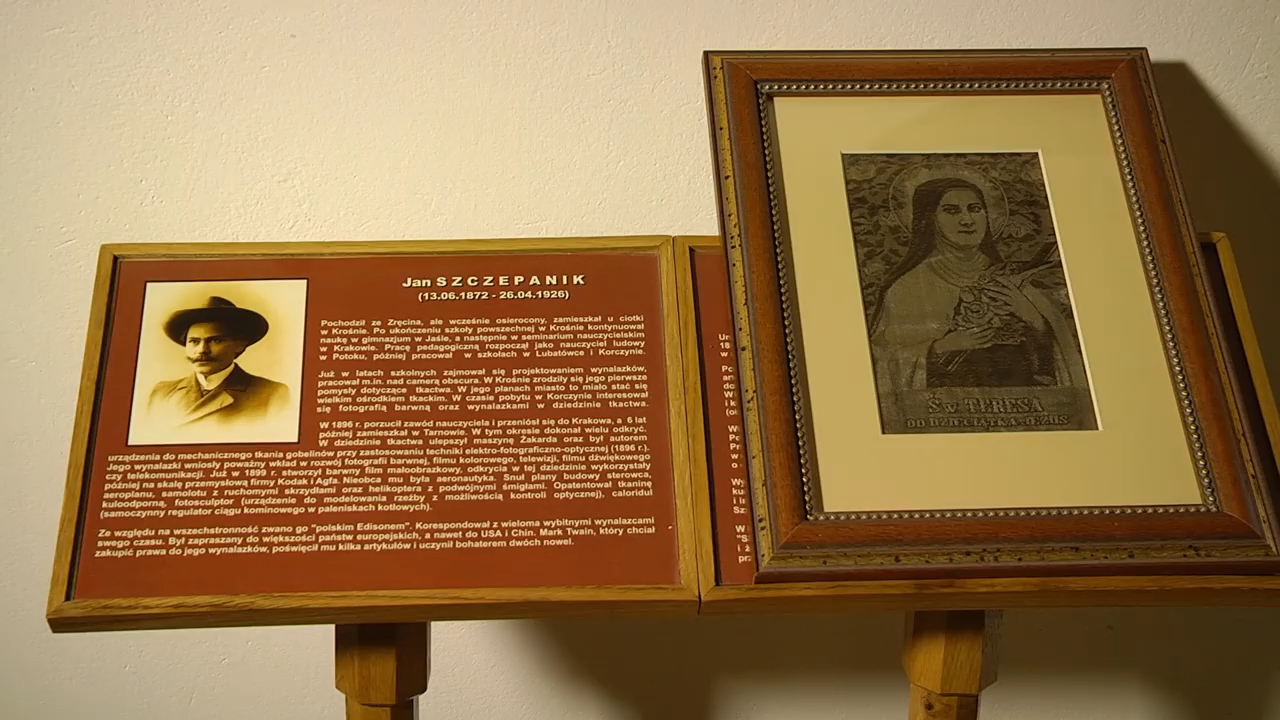 Jan SZCZEPANIK
(13.06.1872 - 26.04.1926)
Pochodził ze Zręcina, ale wcześnie osierocony, zamieszkał u ciotki
w Krośnie. Po ukończeniu szkoły powszechnej w Krośnie kontynuował
naukę w gimnazjum w Jaśle, a następnie w seminarium nauczycielskim
w Krakowie. Pracę pedagogiczną rozpoczął jako nauczyciel ludowy
w Potoku, później pracował w szkołach w Lubatówce i Korczynie.
Już w latach szkolnych zajmował się projektowaniem wynalazków,
pracował m.in. nad camerą obscura. W Krośnie zrodziły się jego pierwsze
pomysły dotyczące tkactwa. W jego planach miasto to miało stać się
wielkim ośrodkiem tkackim. W czasie pobytu w Korczynie interesował
się fotografią barwną oraz wynalazkami w dziedzinie tkactwa.
W 1896 r. porzucił zawód nauczyciela i przeniósł się do Krakowa, a 6 lat
później zamieszkał w Tarnowie. W tym okresie dokonał wielu odkryć.
W dziedzinie tkactwa ulepszył maszynę Żakarda oraz był autorem
urządzenia do mechanicznego tkania gobelinów przy zastosowaniu techniki elektro-fotograficzno-optycznej (1896 r.).
Jego wynalazki wniosły poważny wkład w rozwój fotografii barwnej, filmu kolorowego, telewizji, filmu dźwiękowego
czy telekomunikacji. Już w 1899 r. stworzył barwny film małoobrazkowy, odkrycia w tej dziedzinie wykorzystały
później na skalę przemysłową firmy Kodak i Agfa. Nieobca mu była aeronautyka. Snuł plany budowy sterowca,
aeroplanu, samolotu z ruchomymi skrzydłami oraz helikoptera z podwójnymi śmigłami. Opatentował tkaninę
kuloodporną, fotosculptor (urządzenie do modelowania rzeźby z możliwością kontroli optycznej), caloridul
(samoczynny regulator ciągu kominowego w paleniskach kotłowych).
Ze względu na wszechstronność zwano go "polskim Edisonem". Korespondował z wieloma wybitnymi wynalazcami
swego czasu. Był zapraszany do większości państw europejskich, a nawet do USA i Chin. Mark Twain, który chciał
zakupić prawa do jego wynalazków, poświęcił mu kilka artykułów i uczynił bohaterem dwóch nowel.
Św TERESA
OD DZIECIĄTKA JEZUS